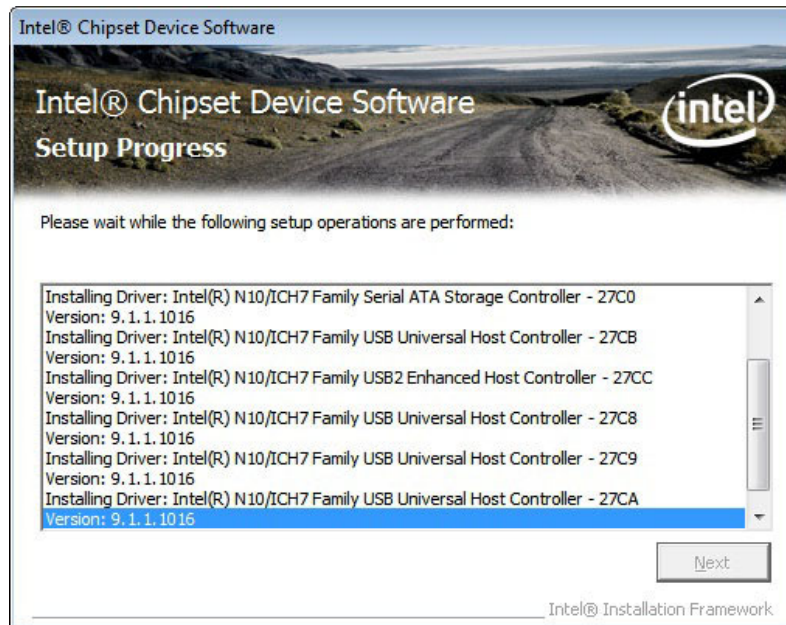 Intel® Chipset Device Software
Intel® Chipset Device Software
intel
Setup Progress
Please wait while the following setup operations are performed:
Installing Driver: Intel(R) N10/ICH7 Family Serial ATA Storage Controller - 27C0
Version: 9.1.1.1016
Installing Driver: Intel(R) N10/ICH7 Family USB Universal Host Controller - 27CB
Version: 9.1.1.1016
Installing Driver: Intel(R) N10/ICH7 Family USB2 Enhanced Host Controller - 27CC
Version: 9.1.1.1016
Installing Driver: Intel(R) N10/ICH7 Family USB Universal Host Controller - 27C8
Version: 9.1.1.1016
Installing Driver: Intel(R) N10/ICH7 Family USB Universal Host Controller - 27C9
Version: 9.1.1.1016
Installing Driver: Intel(R) N10/ICH7 Family USB Universal Host Controller - 27CA
Version: 9.1.1.1016
Next
Intel® Installation Framework